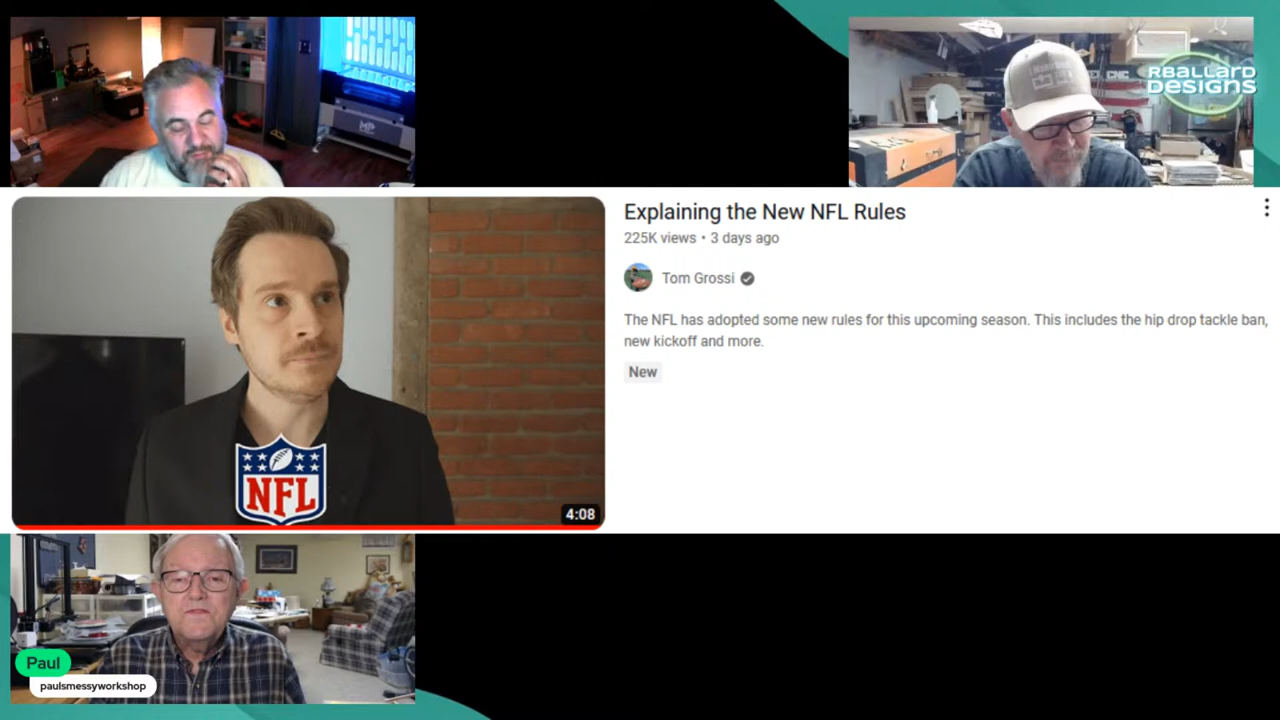 MP
RBALLARD
DESIGNS
Explaining the New NFL Rules
225K views • 3 days ago
Tom Grossi
The NFL has adopted some new rules for this upcoming season. This includes the hip drop tackle ban,
new kickoff and more.
New
NFL
4:08
Paul
paulsmessyworkshop